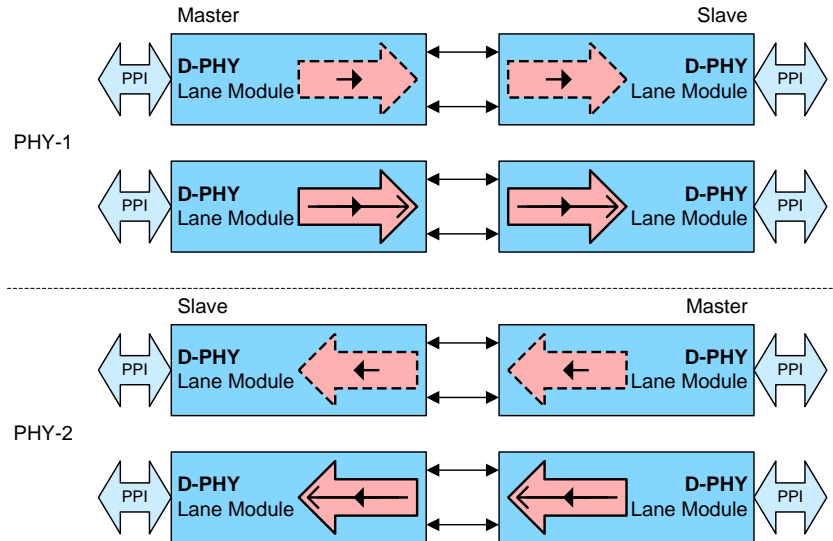 Master Slave
PPI D-PHY Lane Module D-PHY Lane Module PPI
PHY-1
PPI D-PHY Lane Module D-PHY Lane Module PPI
Slave Master
PPI D-PHY Lane Module D-PHY Lane Module PPI
PHY-2
PPI D-PHY Lane Module D-PHY Lane Module PPI